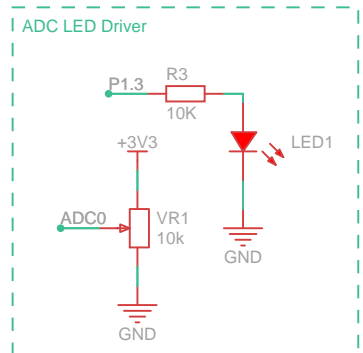 ADC LED Driver
P1.3
R3
10K
LED1
+3V3
ADC0
VR1
10k
GND
GND